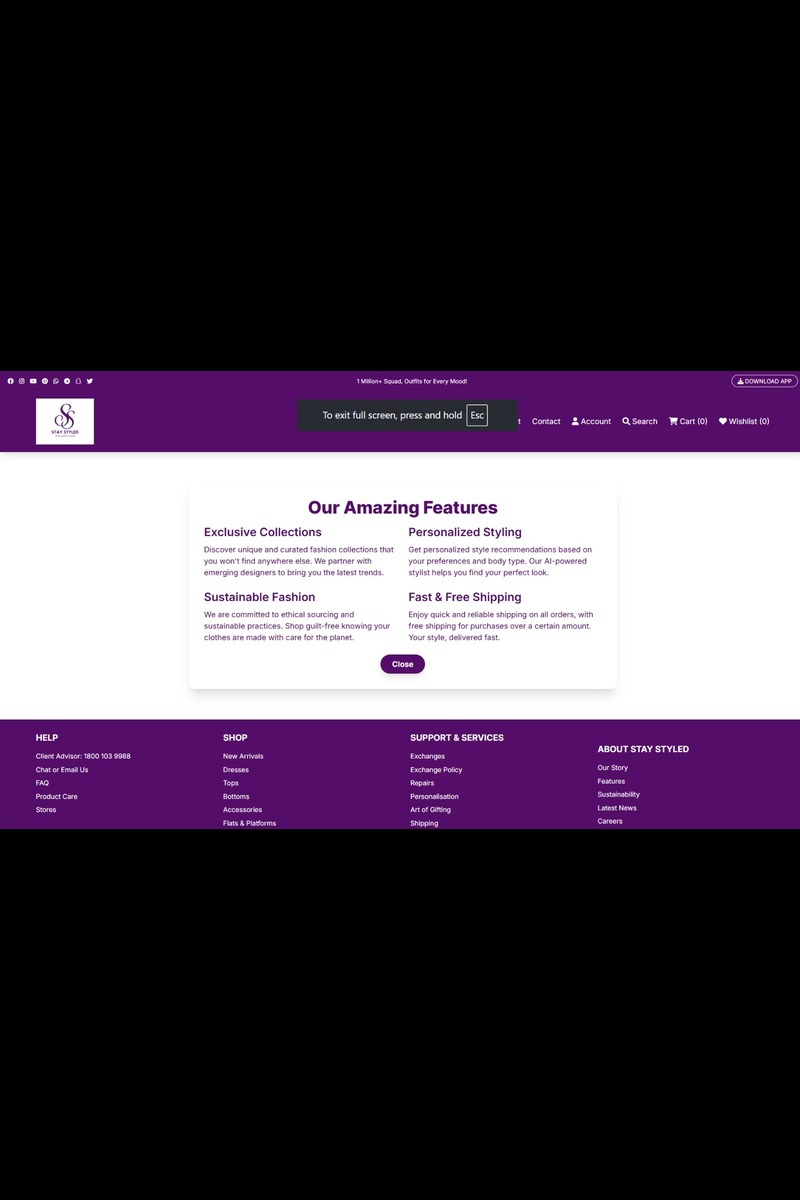 1 Million+ Squad, Outfits for Every Mood!
DOWNLOAD APP
SS
STAY STYLED
To exit full screen, press and hold Esc
t
Contact
Account
Search
Cart (0)
Wishlist (0)
Our Amazing Features
Exclusive Collections
Discover unique and curated fashion collections that
you won't find anywhere else. We partner with
emerging designers to bring you the latest trends.
Personalized Styling
Get personalized style recommendations based on
your preferences and body type. Our AI-powered
stylist helps you find your perfect look.
Sustainable Fashion
We are committed to ethical sourcing and
sustainable practices. Shop guilt-free knowing your
clothes are made with care for the planet.
Fast & Free Shipping
Enjoy quick and reliable shipping on all orders, with
free shipping for purchases over a certain amount.
Your style, delivered fast.
Close
HELP
Client Advisor: 1800 103 9988
Chat or Email Us
FAQ
Product Care
Stores
SHOP
New Arrivals
Dresses
Tops
Bottoms
Accessories
Flats & Platforms
SUPPORT & SERVICES
Exchanges
Exchange Policy
Repairs
Personalisation
Art of Gifting
Shipping
ABOUT STAY STYLED
Our Story
Features
Sustainability
Latest News
Careers